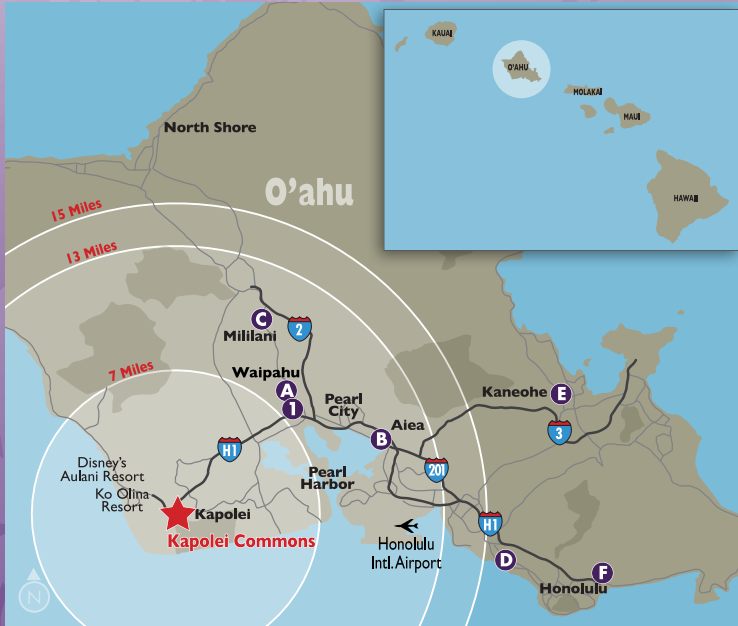 KAUAI
O'AHU
MOLAKAI
MAUI
HAWAII
North Shore
O'ahu
15 Miles
13 Miles
7 Miles
C
Mililani
2
Waipahu
A
1
Pearl
City
Aiea
B
Kaneohe
E
3
H1
201
Pearl
Harbor
Disney's
Aulani Resort
Ko Olina
Resort
Kapolei
Kapolei Commons
Honolulu
Intl. Airport
H1
D
F
Honolulu
N